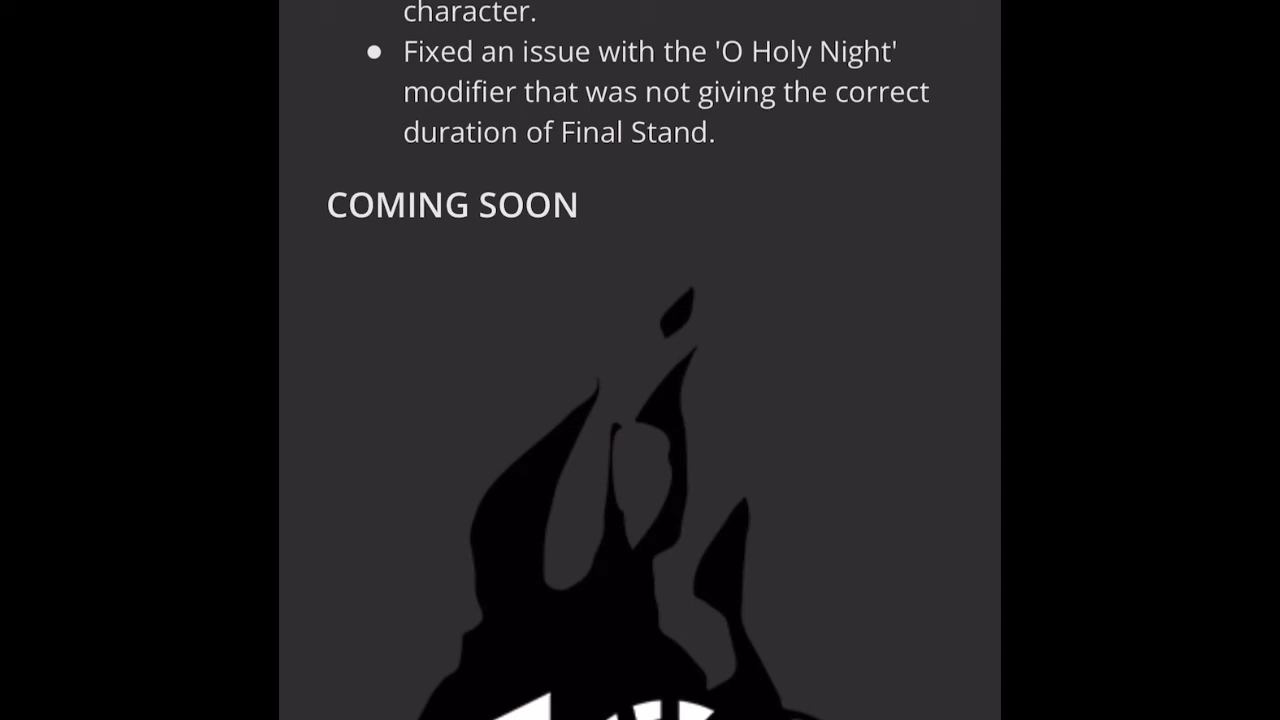 character.
● Fixed an issue with the 'O Holy Night'
modifier that was not giving the correct
duration of Final Stand.
COMING SOON